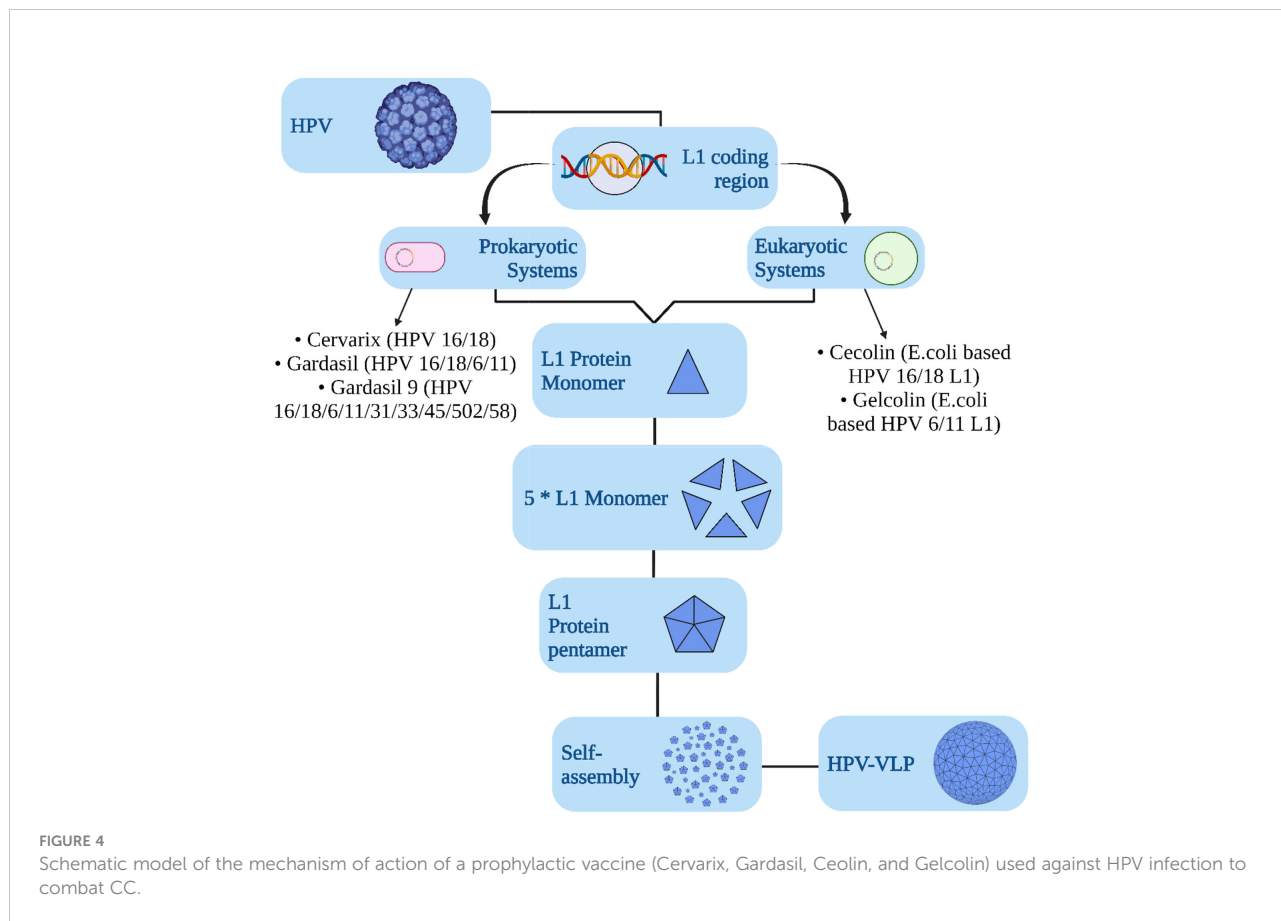 HPV
L1 coding
region
Prokaryotic
Systems
Eukaryotic
Systems
• Cervarix (HPV 16/18)
• Gardasil (HPV 16/18/6/11)
• Gardasil 9 (HPV
16/18/6/11/31/33/45/502/58)
• Cecolin (E.coli based
HPV 16/18 L1)
• Gelcolin (E.coli
based HPV 6/11 L1)
L1 Protein
Monomer
5 * L1 Monomer
L1
Protein
pentamer
Self-
assembly
HPV-VLP
FIGURE 4
Schematic model of the mechanism of action of a prophylactic vaccine (Cervarix, Gardasil, Ceolin, and Gelcolin) used against HPV infection to
combat CC.